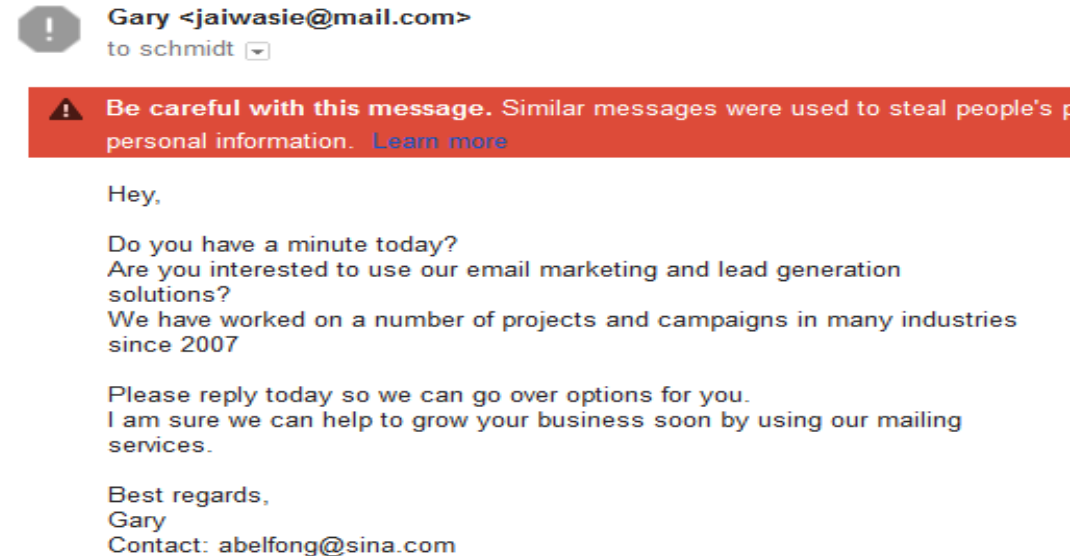 Gary <jaiwasie@mail.com>
to schmidt
Be careful with this message. Similar messages were used to steal people's
personal information. Learn more
Hey,
Do you have a minute today?
Are you interested to use our email marketing and lead generation
solutions?
We have worked on a number of projects and campaigns in many industries
since 2007
Please reply today so we can go over options for you.
I am sure we can help to grow your business soon by using our mailing
services.
Best regards,
Gary
Contact: abelfong@sina.com